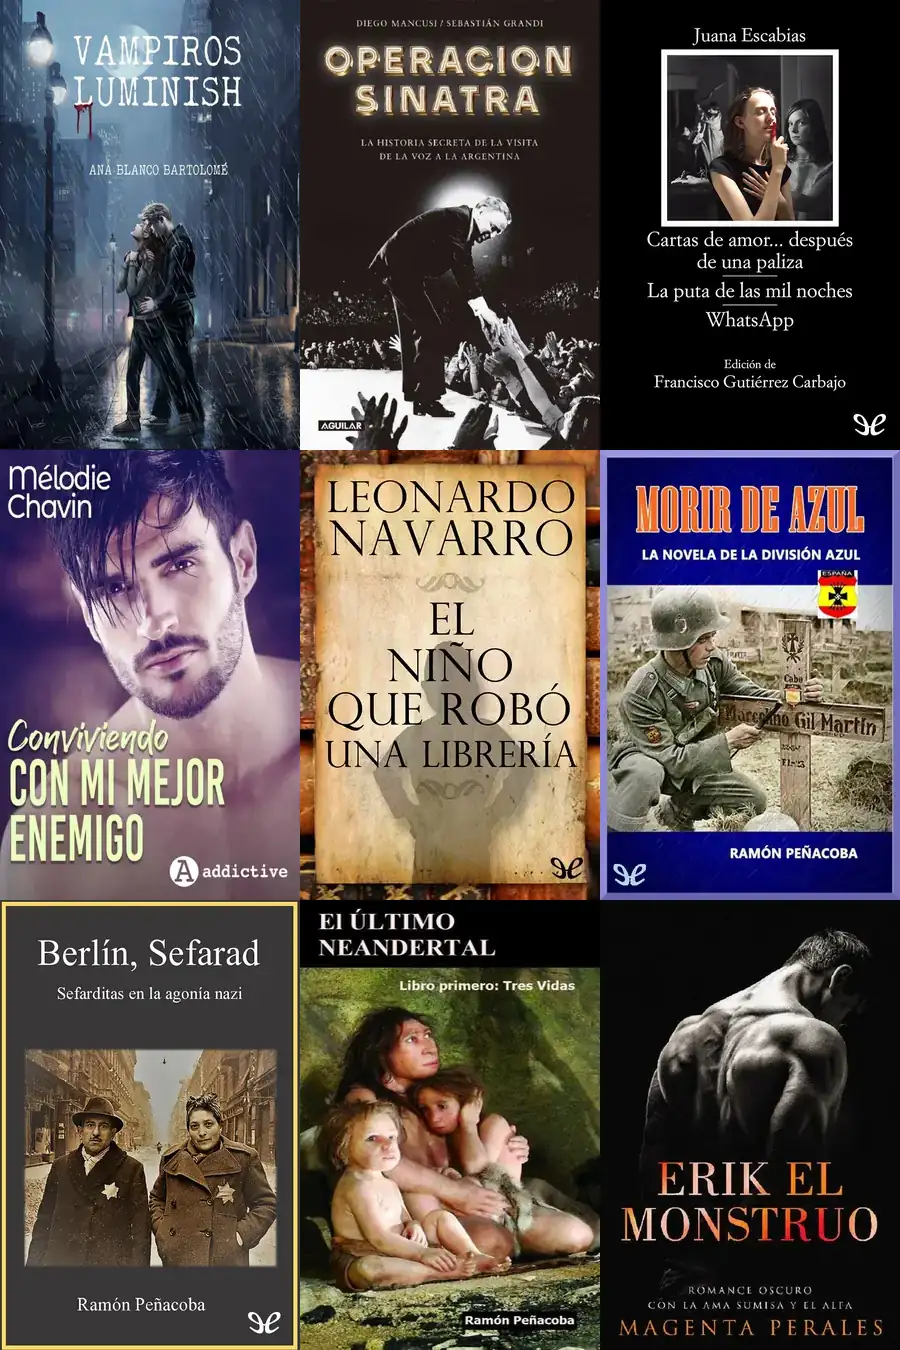 VAMPIROS
LUMINISH
ANA BLANCO BARTOLOMÉ
DIEGO MANCUSI / SEBASTIÁN GRANDI
OPERACION
SINATRA
LA HISTORIA SECRETA DE LA VISITA
DE LA VOZ A LA ARGENTINA
AGUILAR
Juana Escabias
Cartas de amor... después
de una paliza
La puta de las mil noches
WhatsApp
Edición de
Francisco Gutiérrez Carbajo
Mélodie
Chavin
Conviviendo
CON MI MEJOR
ENEMIGO
A addictive
LEONARDO
NAVARRO
EL
NIÑO
QUE ROBÓ
UNA LIBRERÍA
MORIR DE AZUL
LA NOVELA DE LA DIVISIÓN AZUL
ESPAÑA
Cabo
Marcelino Gil Martín
RAMÓN PEÑACOBA
Berlín, Sefarad
Sefarditas en la agonía nazi
Ramón Peñacoba
El ÚLTIMO
NEANDERTAL
Libro primero: Tres Vidas
Ramón Peñacoba
ERIK EL
MONSTRUO
ROMANCE OSCURO
CON LA AMA SUMISA Y EL ALFA
MAGENTA PERALES